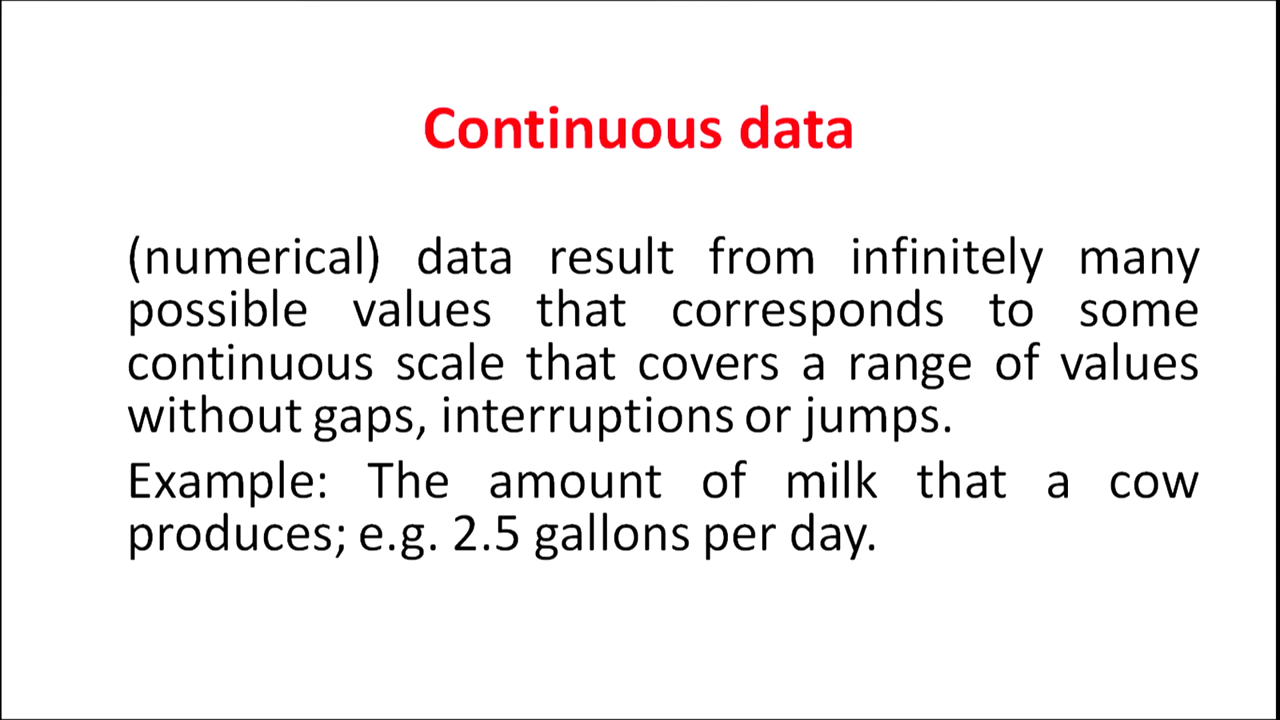 Continuous data
(numerical) data result from infinitely many
possible values that corresponds to some
continuous scale that covers a range of values
without gaps, interruptions or jumps.
Example: The amount of milk that a cow
produces; e.g. 2.5 gallons per day.